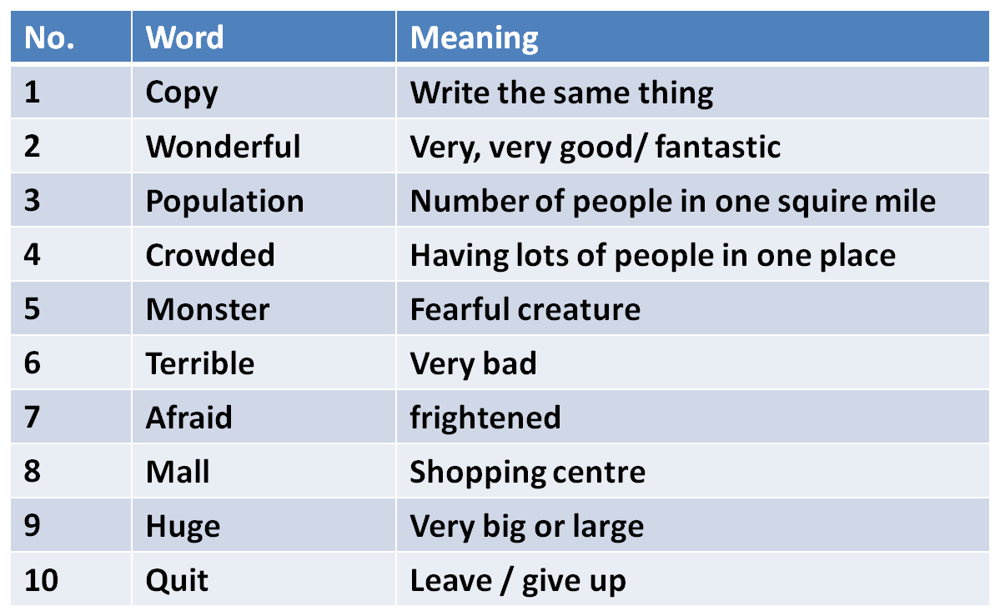 No. Word Meaning
1 Copy Write the same thing
2 Wonderful Very, very good/ fantastic
3 Population Number of people in one squire mile
4 Crowded Having lots of people in one place
5 Monster Fearful creature
6 Terrible Very bad
7 Afraid frightened
8 Mall Shopping centre
9 Huge Very big or large
10 Quit Leave / give up